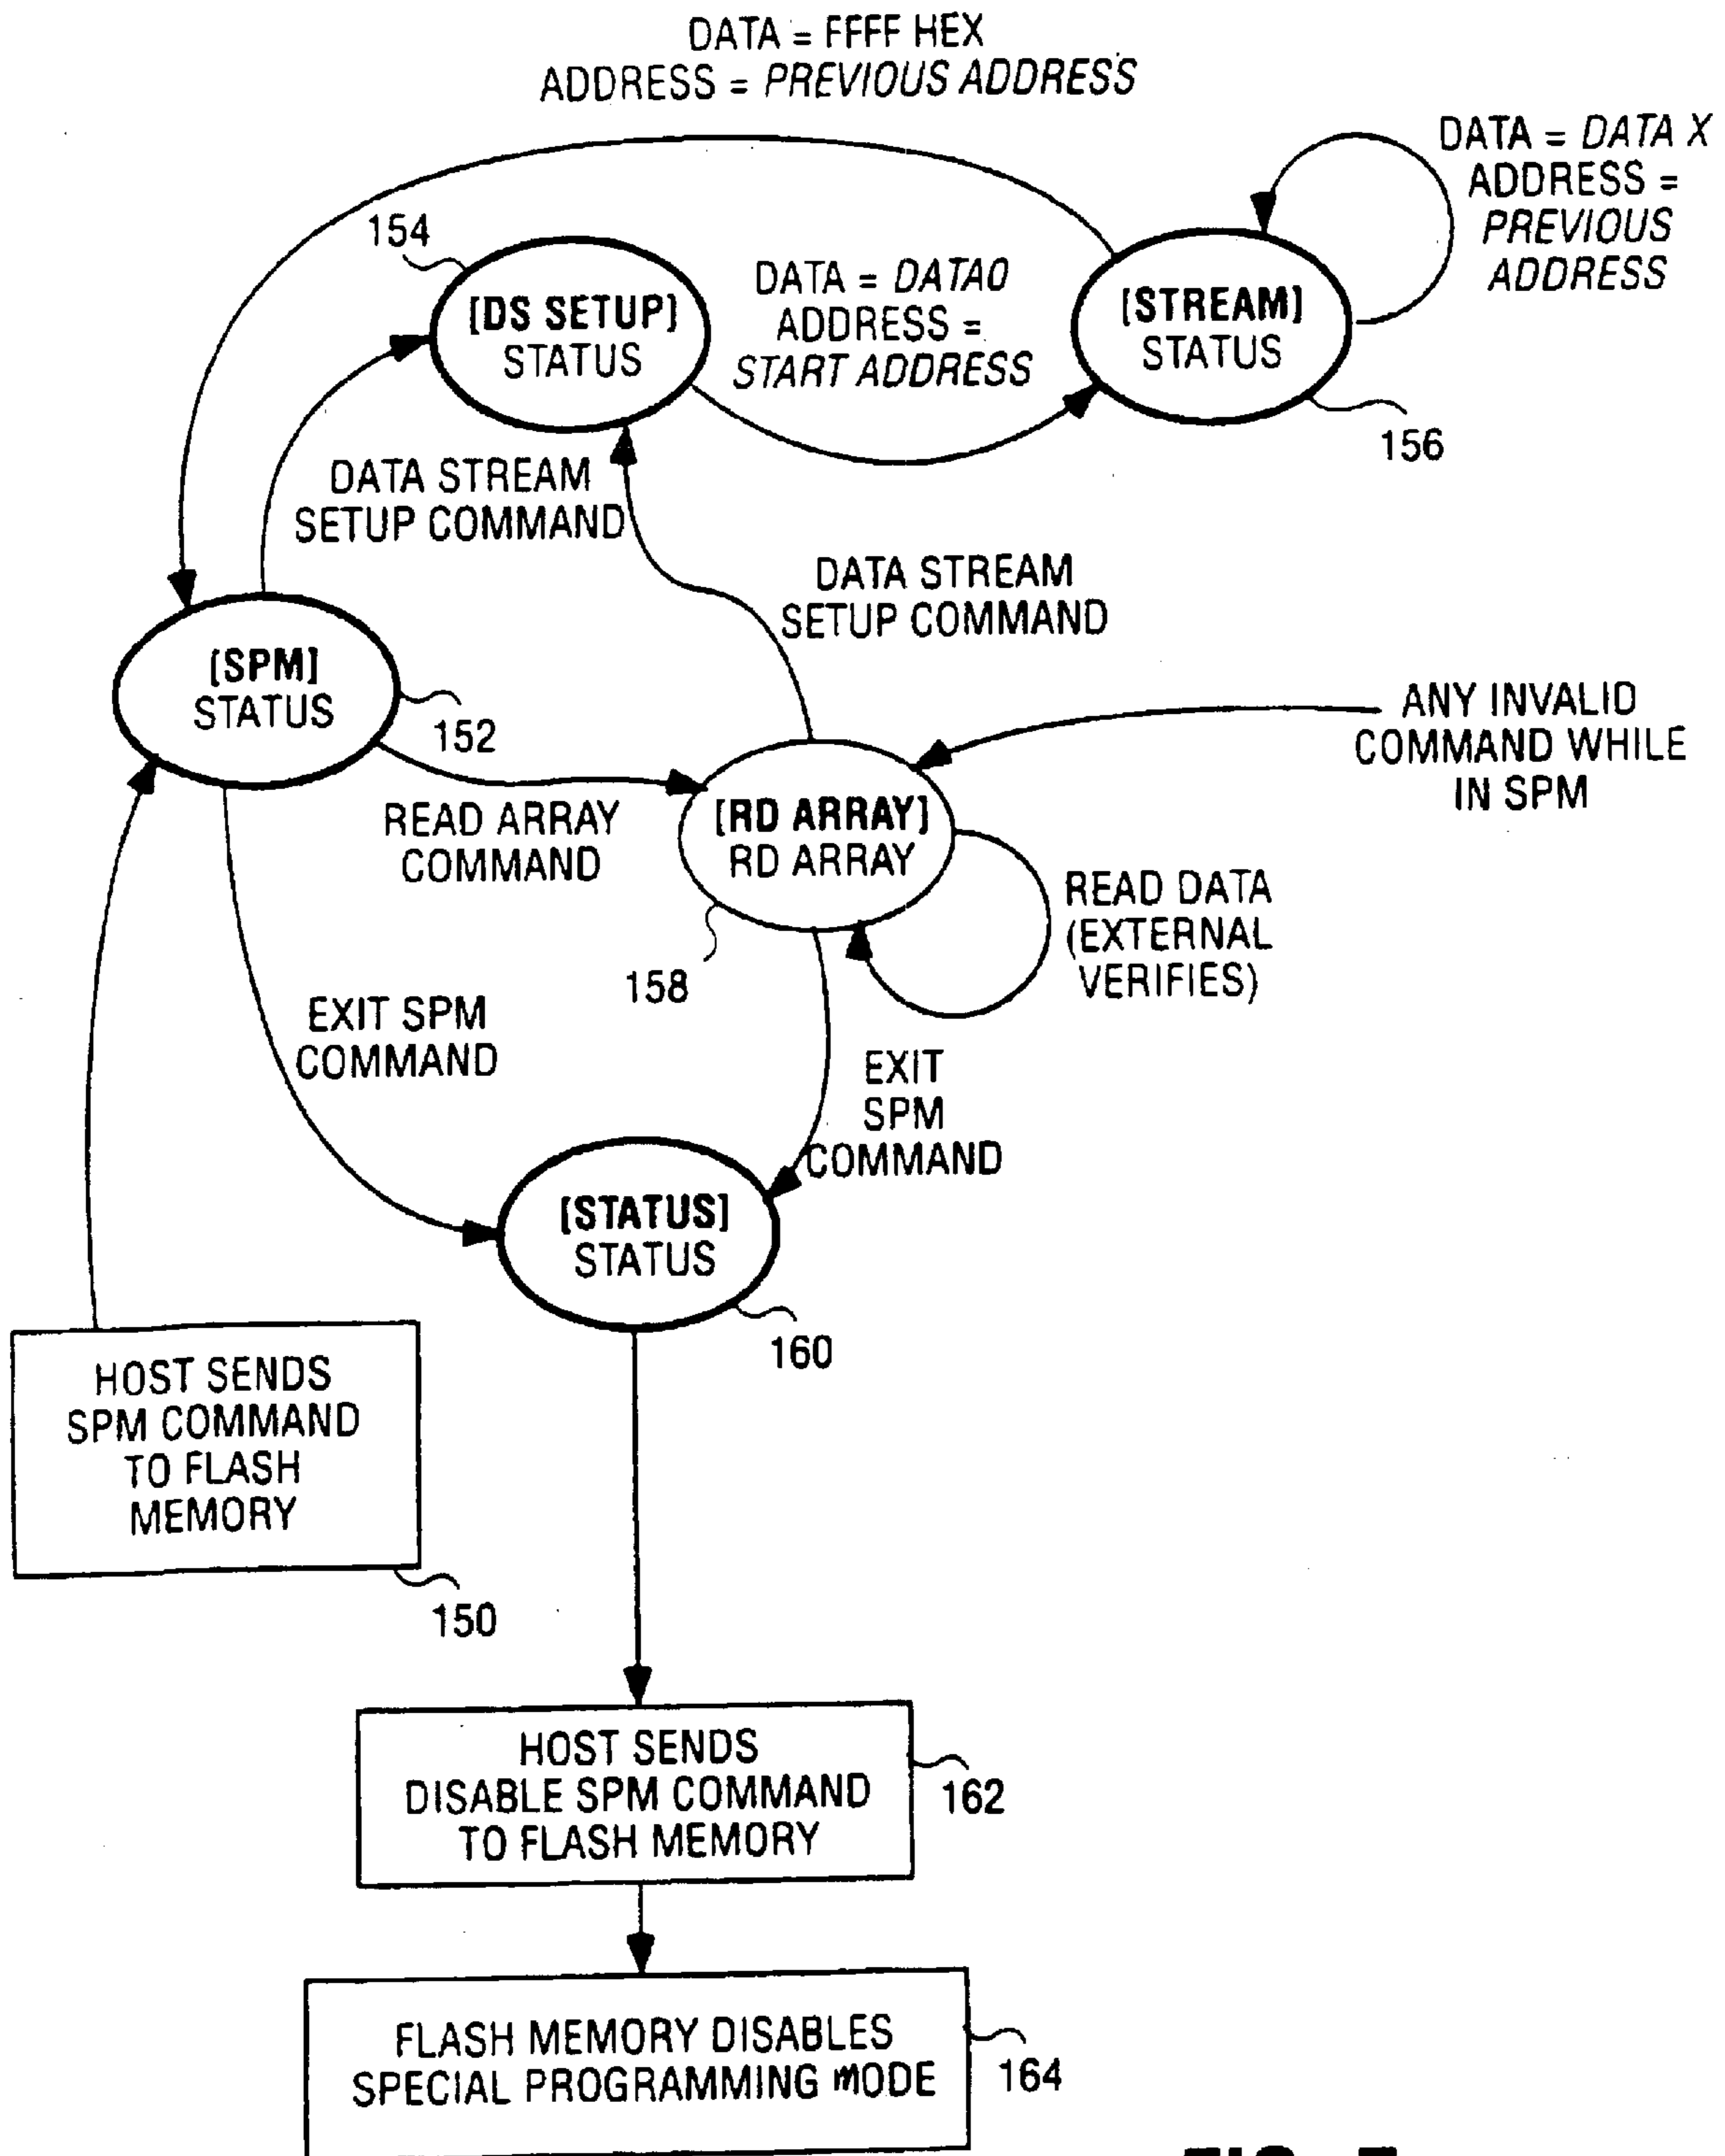 DATA = FFFF HEX
ADDRESS = PREVIOUS ADDRESS
DATA = DATA X
ADDRESS =
PREVIOUS
ADDRESS
154
[DS SETUP]
STATUS
DATA = DATA0
ADDRESS =
START ADDRESS
[STREAM]
STATUS
156
DATA STREAM
SETUP COMMAND
DATA STREAM
SETUP COMMAND
[SPM]
STATUS
152
ANY INVALID
COMMAND WHILE
IN SPM
READ ARRAY
COMMAND
[RD ARRAY]
RD ARRAY
158
READ DATA
(EXTERNAL
VERIFIES)
EXIT SPM
COMMAND
EXIT
SPM
COMMAND
[STATUS]
STATUS
160
HOST SENDS
SPM COMMAND
TO FLASH
MEMORY
150
HOST SENDS
DISABLE SPM COMMAND
TO FLASH MEMORY
162
FLASH MEMORY DISABLES
SPECIAL PROGRAMMING MODE
164